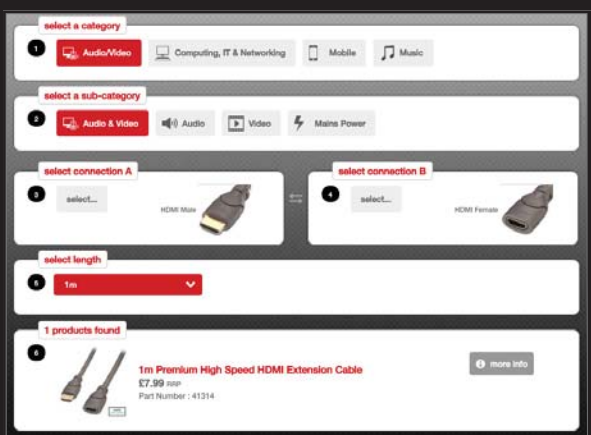 select a category
1
Audio/Video
Computing, IT & Networking
Mobile
Music
select a sub-category
2
Audio & Video
Audio
Video
Mains Power
select connection A
3
select...
HDMI Male
select connection B
4
select...
HDMI Female
select length
5
1m
1 products found
6
1m Premium High Speed HDMI Extension Cable
£7.99 RRP
Part Number : 41314
more info